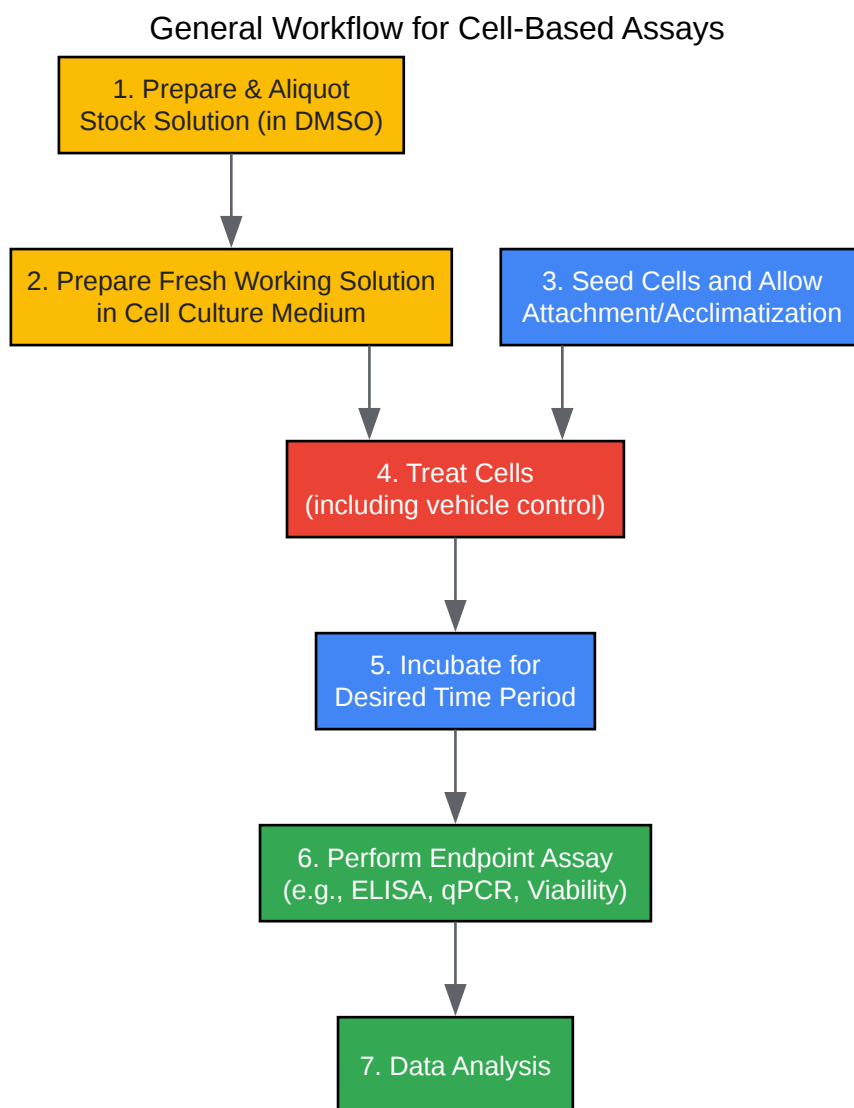 General Workflow for Cell-Based Assays
1. Prepare & Aliquot
Stock Solution (in DMSO)
2. Prepare Fresh Working Solution
in Cell Culture Medium
3. Seed Cells and Allow
Attachment/Acclimatization
4. Treat Cells
(including vehicle control)
5. Incubate for
Desired Time Period
6. Perform Endpoint Assay
(e.g., ELISA, qPCR, Viability)
7. Data Analysis